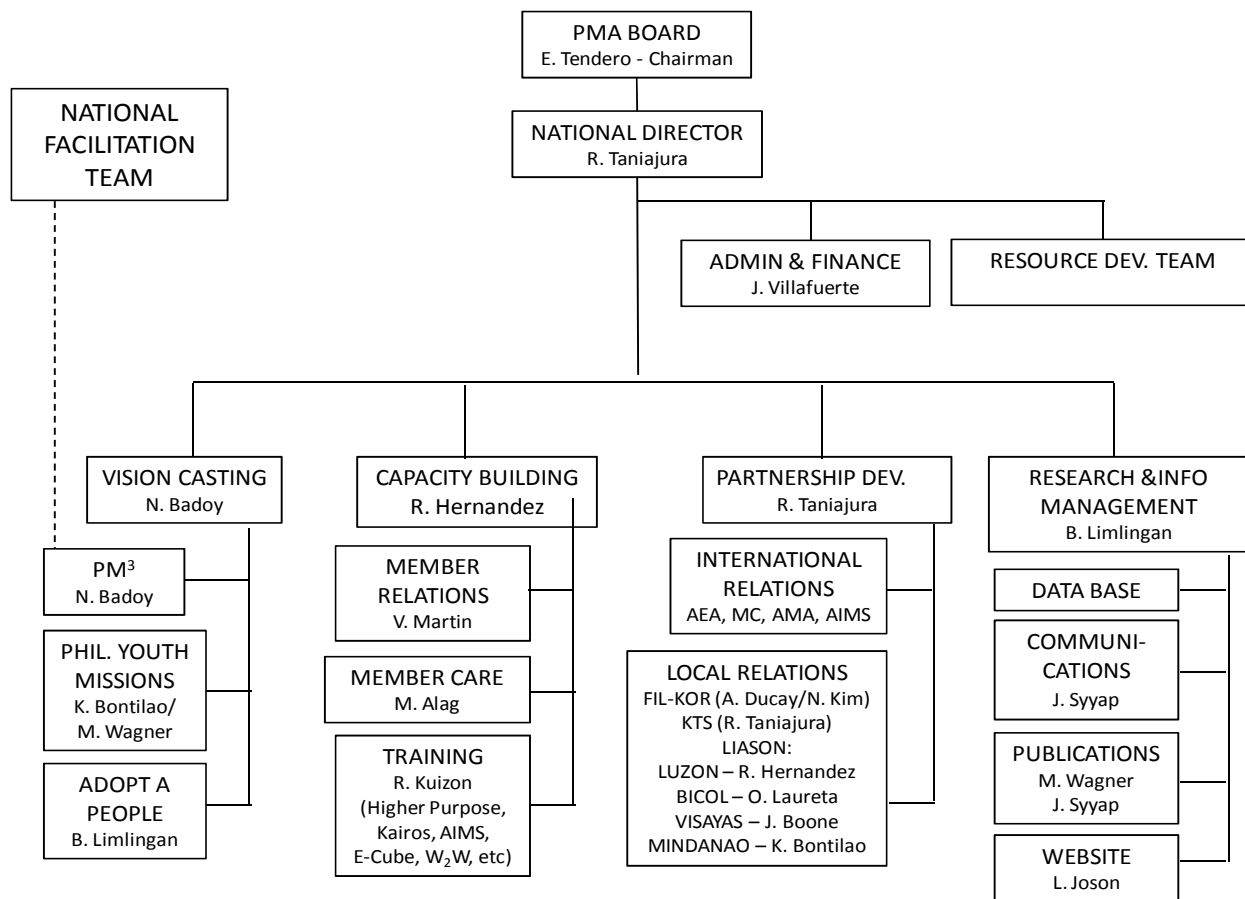 PMA BOARD
E. Tendero - Chairman
NATIONAL
FACILITATION
TEAM
NATIONAL DIRECTOR
R. Taniajura
ADMIN & FINANCE
J. Villafuerte
RESOURCE DEV. TEAM
VISION CASTING
N. Badoy
PM³
N. Badoy
PHIL. YOUTH
MISSIONS
K. Bontilao/
M. Wagner
ADOPT A
PEOPLE
B. Limlingan
CAPACITY BUILDING
R. Hernandez
MEMBER
RELATIONS
V. Martin
MEMBER CARE
M. Alag
TRAINING
R. Kuizon
(Higher Purpose,
Kairos, AIMS,
E-Cube, W₂W, etc)
PARTNERSHIP DEV.
R. Taniajura
INTERNATIONAL
RELATIONS
AEA, MC, AMA, AIMS
LOCAL RELATIONS
FIL-KOR (A. Ducay/N. Kim)
KTS (R. Taniajura)
LIASON:
LUZON – R. Hernandez
BICOL – O. Laureta
VISAYAS – J. Boone
MINDANAO – K. Bontilao
RESEARCH &INFO
MANAGEMENT
B. Limlingan
DATA BASE
COMMUNI-
CATIONS
J. Syyap
PUBLICATIONS
M. Wagner
J. Syyap
WEBSITE
L. Joson